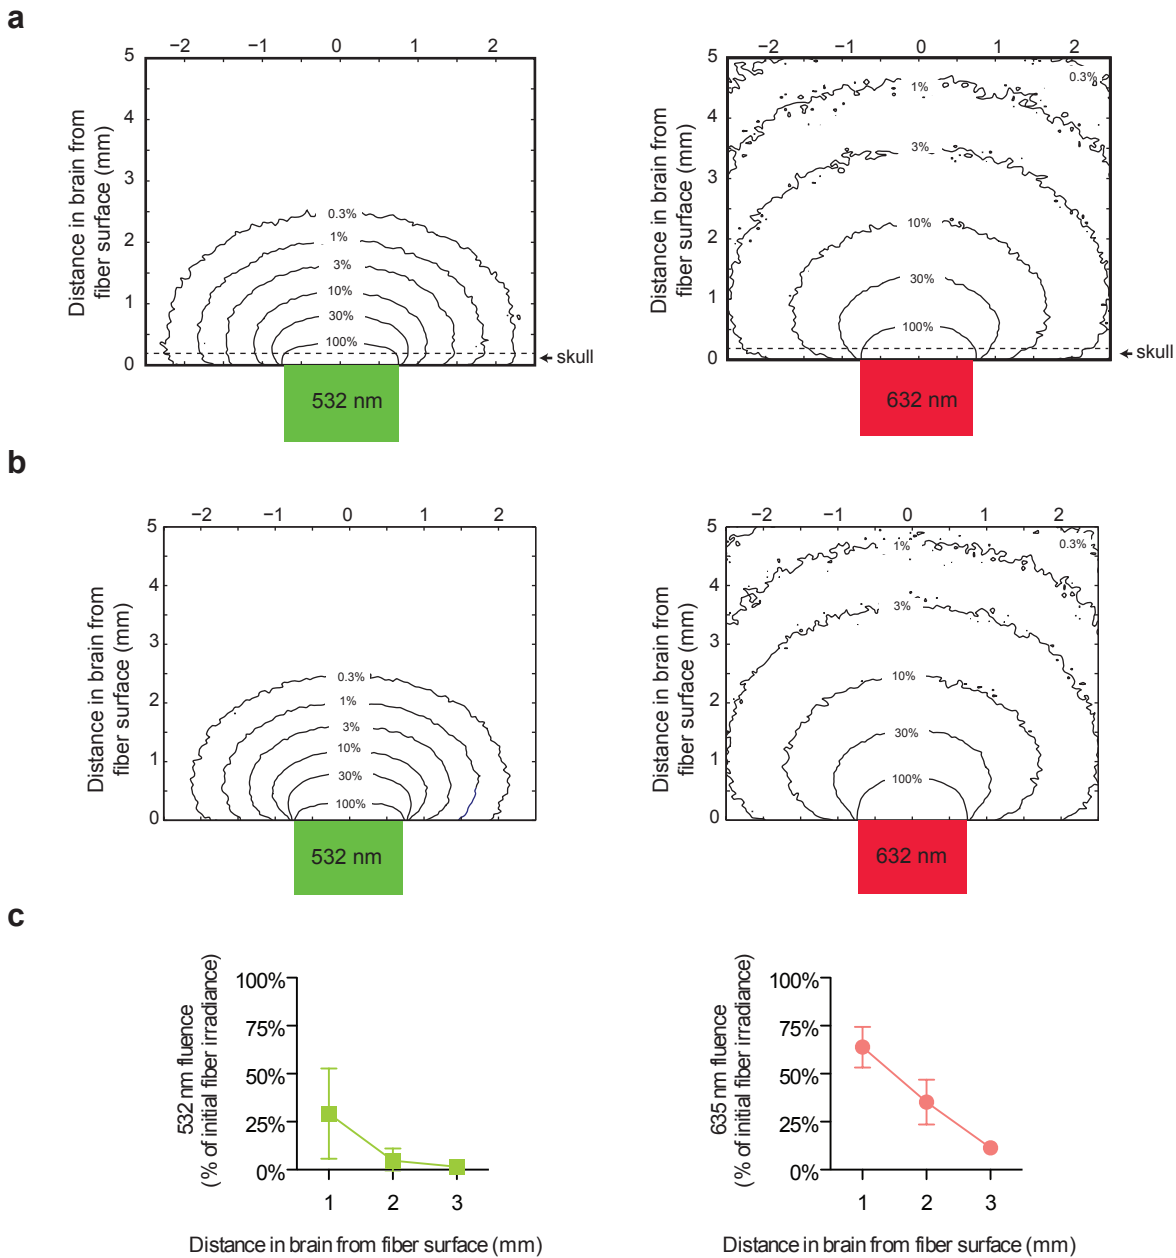 a
−2 −1 0 1 2
5
4
3
2
1
0
Distance in brain from
fiber surface (mm)
0.3%
1%
3%
10%
30%
100%
skull
532 nm
−2 −1 0 1 2
5
4
3
2
1
0
Distance in brain from
fiber surface (mm)
0.3%
1%
3%
10%
30%
100%
skull
632 nm
b
−2 −1 0 1 2
5
4
3
2
1
0
Distance in brain from
fiber surface (mm)
0.3%
1%
3%
10%
30%
100%
532 nm
−2 −1 0 1 2
5
4
3
2
1
0
Distance in brain from
fiber surface (mm)
0.3%
1%
3%
10%
30%
100%
632 nm
c
532 nm fluence
(% of initial fiber irradiance)
100%
75%
50%
25%
0%
1 2 3
Distance in brain from fiber surface (mm)
635 nm fluence
(% of initial fiber irradiance)
100%
75%
50%
25%
0%
1 2 3
Distance in brain from fiber surface (mm)